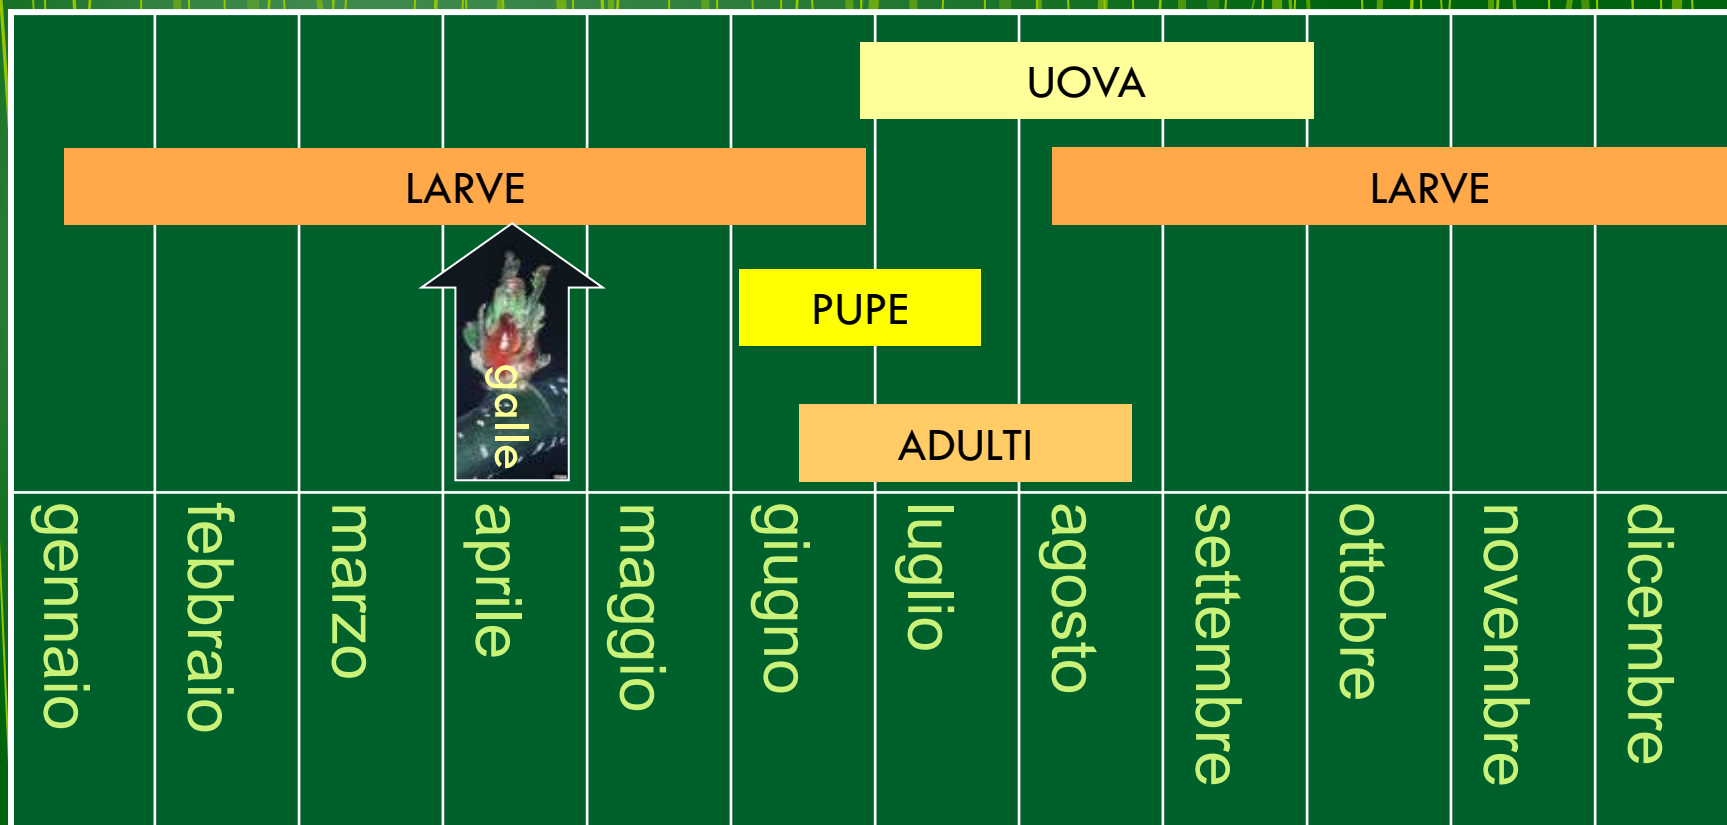 UOVA
LARVE
LARVE
PUPE
galle
ADULTI
gennaio
febbraio
marzo
aprile
maggio
giugno
luglio
agosto
settembre
ottobre
novembre
dicembre